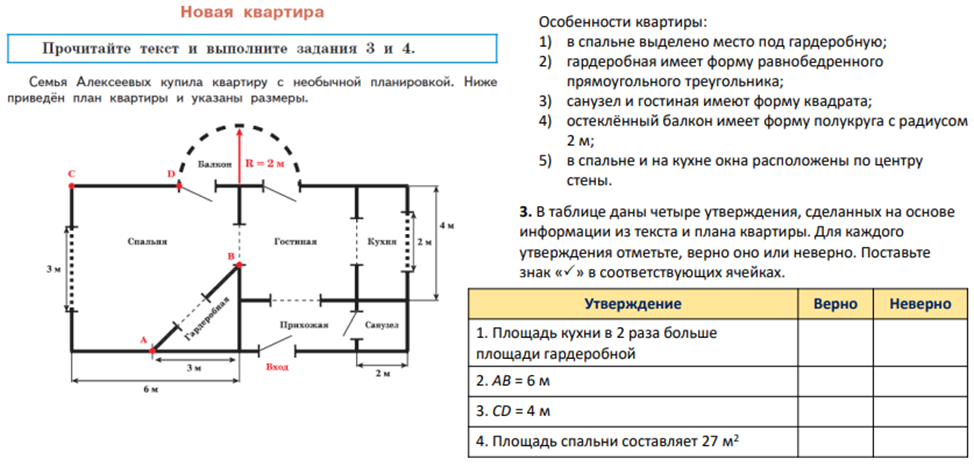 Новая квартира
Прочитайте текст и выполните задания 3 и 4.
Семья Алексеевых купила квартиру с необычной планировкой. Ниже
приведён план квартиры и указаны размеры.
C
D
Балкон
R = 2 м
Спальня
Гостиная
Кухня
4 м
2 м
3 м
B
Гардеробная
Прихожая
Санузел
A
Вход
3 м
2 м
6 м
Особенности квартиры:
1) в спальне выделено место под гардеробную;
2) гардеробная имеет форму равнобедренного
прямоугольного треугольника;
3) санузел и гостиная имеют форму квадрата;
4) остеклённый балкон имеет форму полукруга с радиусом
2 м;
5) в спальне и на кухне окна расположены по центру
стены.
3. В таблице даны четыре утверждения, сделанных на основе
информации из текста и плана квартиры. Для каждого
утверждения отметьте, верно оно или неверно. Поставьте
знак «✓» в соответствующих ячейках.
Утверждение Верно Неверно
1. Площадь кухни в 2 раза больше
площади гардеробной
2. AB = 6 м
3. CD = 4 м
4. Площадь спальни составляет 27 м²